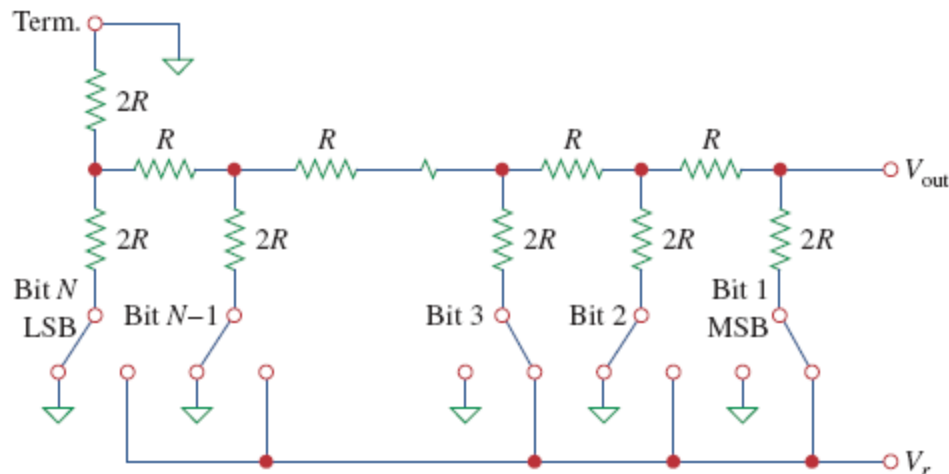 Term.
2R
R R R R
Vout
2R 2R 2R 2R 2R
Bit N
LSB
Bit N–1
Bit 3
Bit 2
Bit 1
MSB
Vr